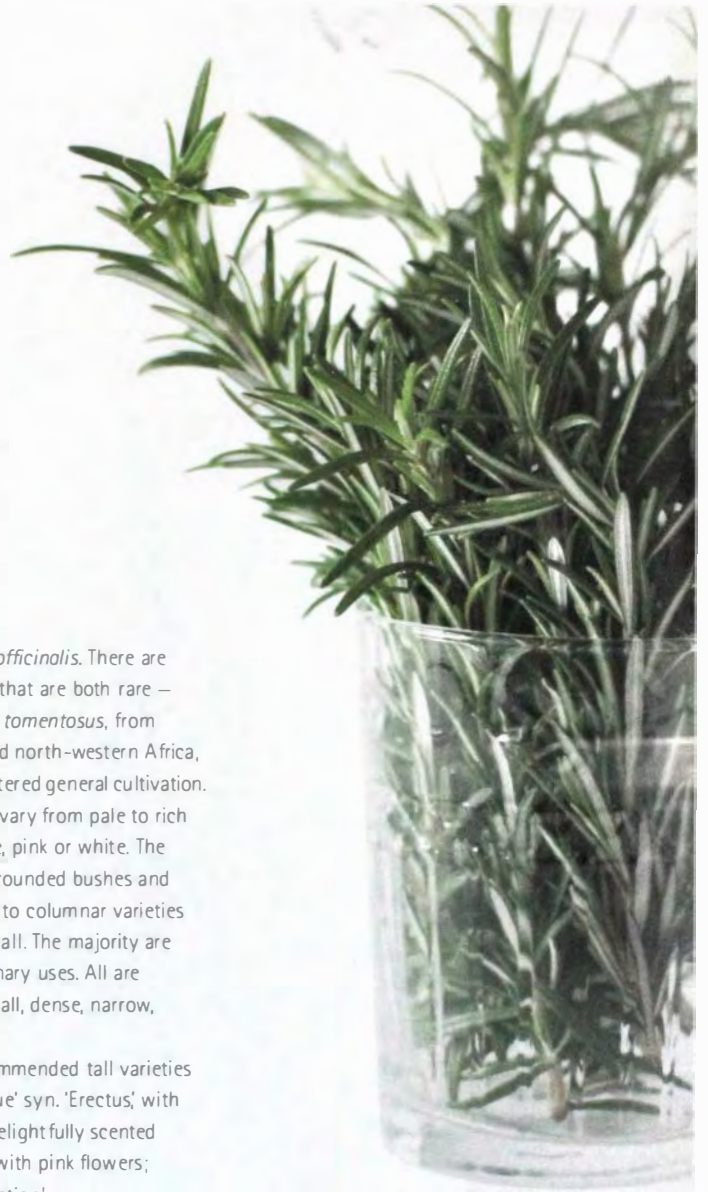 officinalis. There are
that are both rare –
tomentosus, from
d north-western Africa,
tered general cultivation.
vary from pale to rich
, pink or white. The
rounded bushes and
to columnar varieties
all. The majority are
nary uses. All are
all, dense, narrow,
mmended tall varieties
ue' syn. 'Erectus,' with
elightfully scented
with pink flowers;